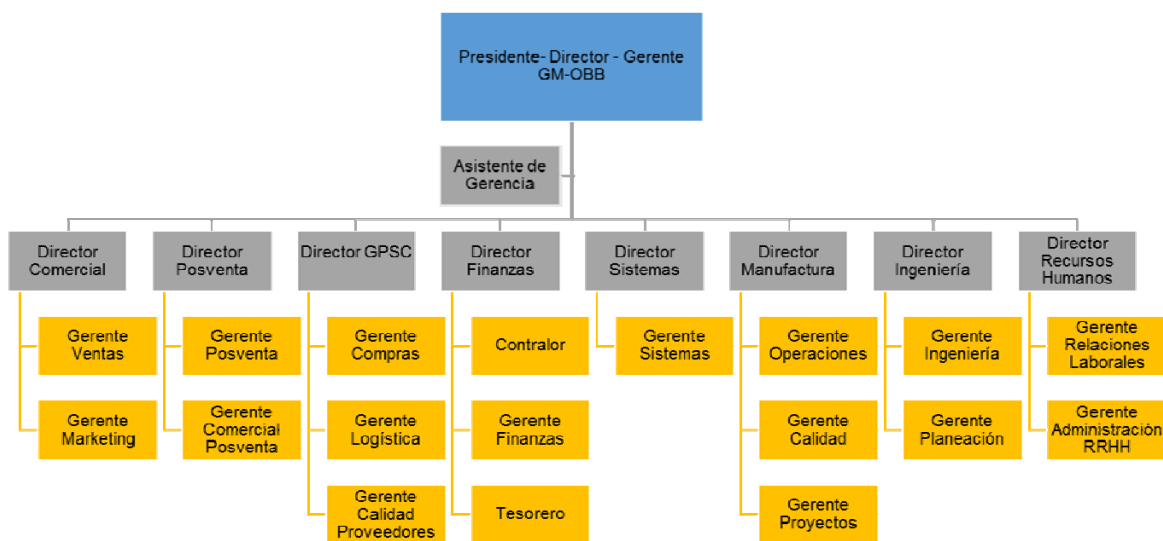 Presidente- Director - Gerente
GM-OBB
Asistente de
Gerencia
Director
Comercial
Director
Posventa
Director GPSC
Director
Finanzas
Director
Sistemas
Director
Manufactura
Director
Ingeniería
Director
Recursos
Humanos
Gerente
Ventas
Gerente
Posventa
Gerente
Compras
Contralor
Gerente
Sistemas
Gerente
Operaciones
Gerente
Ingeniería
Gerente
Relaciones
Laborales
Gerente
Marketing
Gerente
Comercial
Posventa
Gerente
Logística
Gerente
Finanzas
Gerente
Calidad
Gerente
Planeación
Gerente
Administración
RRHH
Gerente
Calidad
Proveedores
Tesorero
Gerente
Proyectos